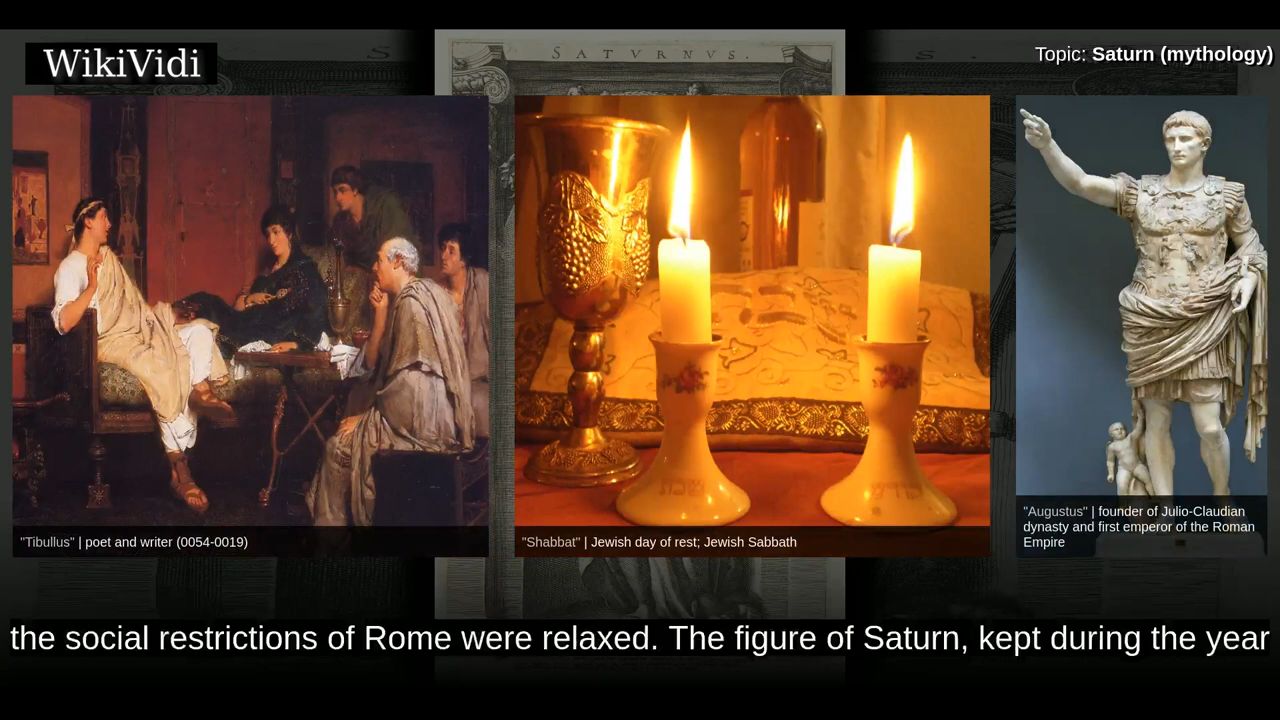 WikiVidi
Topic: Saturn (mythology)
SATVRNVS.
"Tibullus" | poet and writer (0054-0019)
"Shabbat" | Jewish day of rest; Jewish Sabbath
"Augustus" | founder of Julio-Claudian
dynasty and first emperor of the Roman
Empire
the social restrictions of Rome were relaxed. The figure of Saturn, kept during the year